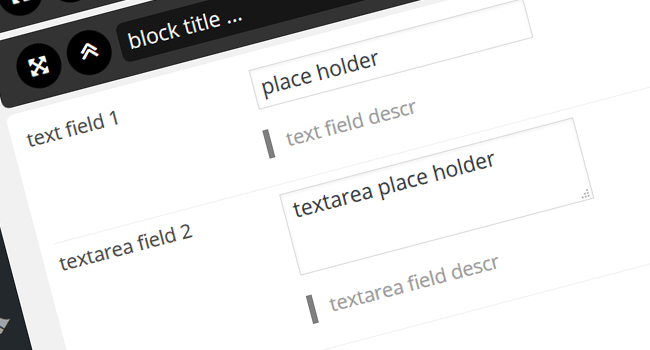 block title ...
text field 1
place holder
text field descr
textarea field 2
textarea place holder
textarea field descr